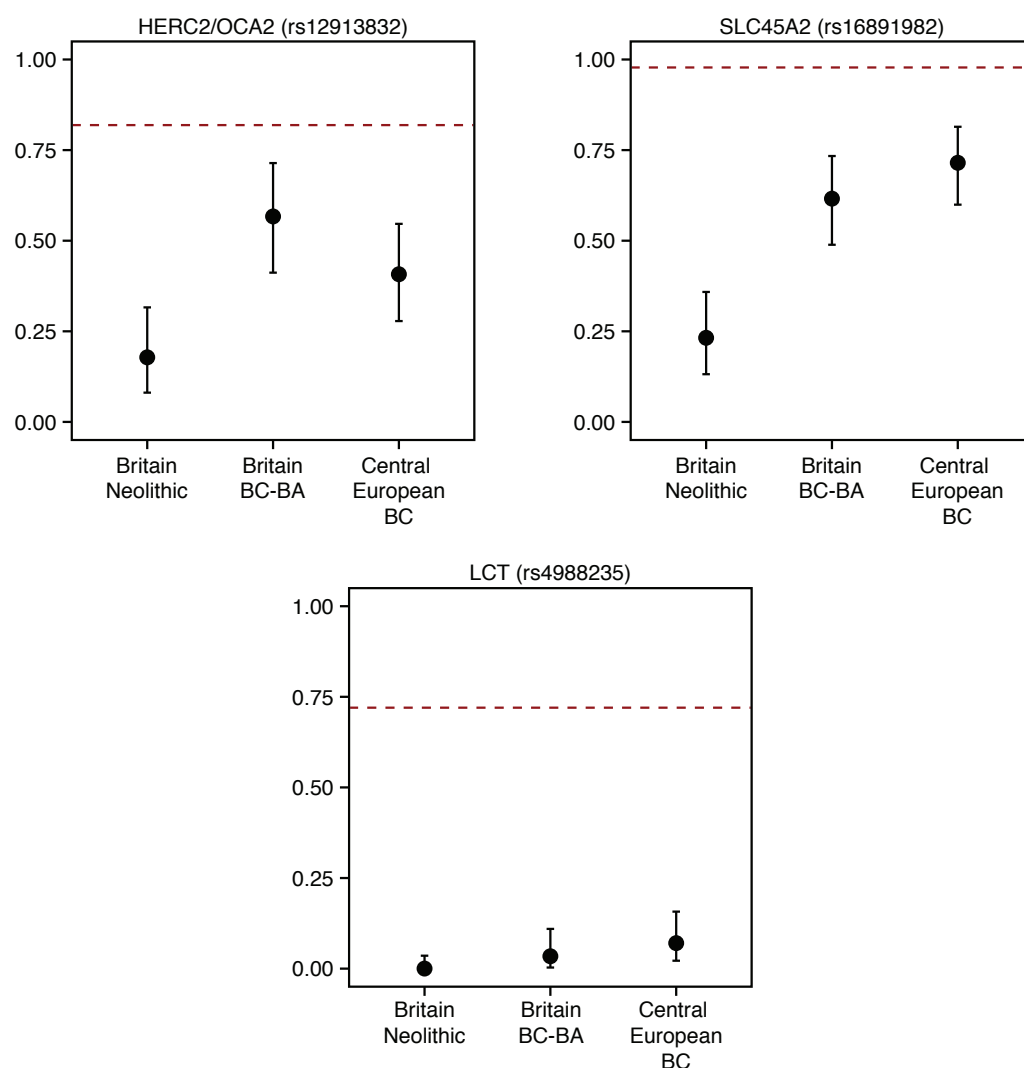 HERC2/OCA2 (rs12913832)
1.00
0.75
0.50
0.25
0.00
Britain
Neolithic
Britain
BC-BA
Central
European
BC
SLC45A2 (rs16891982)
1.00
0.75
0.50
0.25
0.00
Britain
Neolithic
Britain
BC-BA
Central
European
BC
LCT (rs4988235)
1.00
0.75
0.50
0.25
0.00
Britain
Neolithic
Britain
BC-BA
Central
European
BC